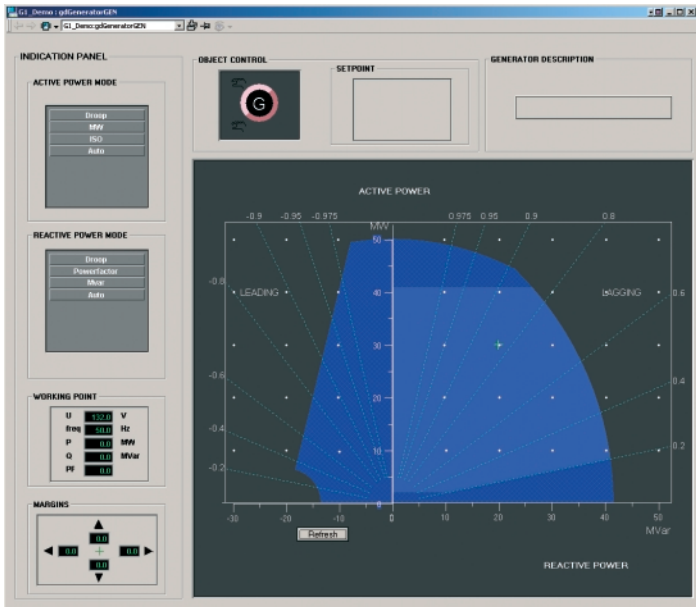 G1_Demo : gdGeneratorGEN
G1_Demo:gdGeneratorGEN
INDICATION PANEL
ACTIVE POWER MODE
Droop
MW
ISO
Auto
REACTIVE POWER MODE
Droop
Powerfactor
Mvar
Auto
WORKING POINT
U 132.0 V
freq 50.0 Hz
P 0.0 MW
Q 0.0 MVar
PF 0.0
MARGINS
0.0
0.0 0.0
0.0
OBJECT CONTROL
G
SETPOINT
GENERATOR DESCRIPTION
ACTIVE POWER
-0.9 -0.95 -0.975 0.975 0.95 0.9 0.8
MW
50
-0.8 LEADING 40 LAGGING 0.6
30
-0.6 20 0.4
-0.4 10 0.2
-0.2
0
-30 -20 -10 0 10 20 30 40 50
MVar
Refresh
REACTIVE POWER